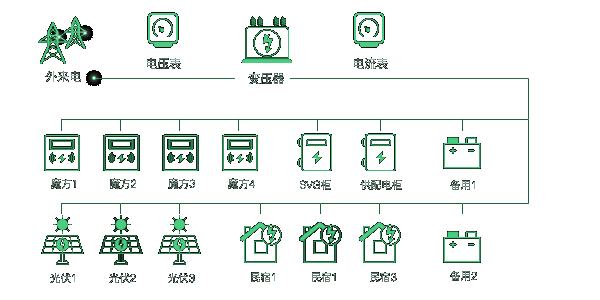 电压表
电流表
外来电
变压器
魔方1
魔方2
魔方3
魔方4
SVG柜
供配电柜
备用1
光伏1
光伏2
光伏3
民宿1
民宿1
民宿3
备用2